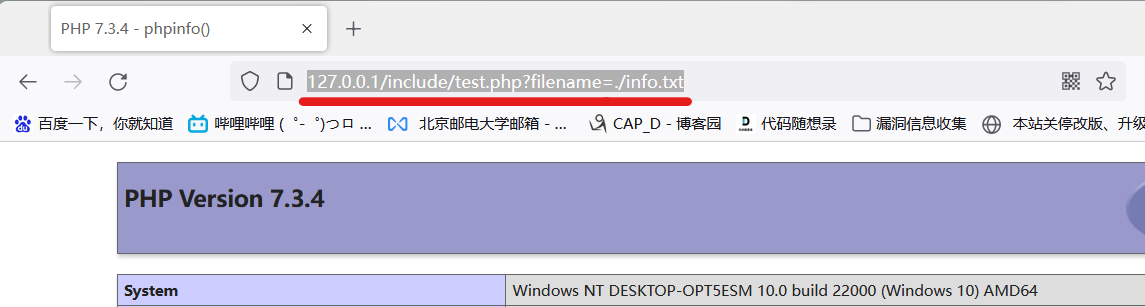 PHP 7.3.4 - phpinfo()
127.0.0.1/include/test.php?filename=./info.txt
百度一下，你就知道 哔哩哔哩 (゜-゜)つロ ... 北京邮电大学邮箱 - ... CAP_D - 博客园 代码随想录 漏洞信息收集 本站关停改版、升级
PHP Version 7.3.4
System Windows NT DESKTOP-OPT5ESM 10.0 build 22000 (Windows 10) AMD64